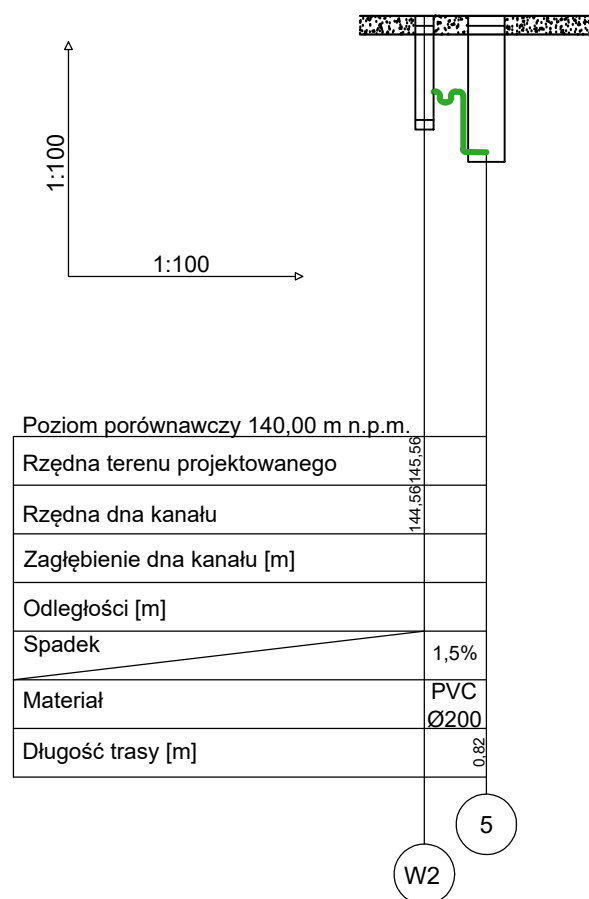 1:100
1:100
Poziom porównawczy 140,00 m n.p.m.
Rzędna terenu projektowanego
145,56
Rzędna dna kanału
144,56
Zagłębienie dna kanału [m]
Odległości [m]
Spadek
1,5%
Materiał
PVC
Ø200
Długość trasy [m]
0,82
5
W2